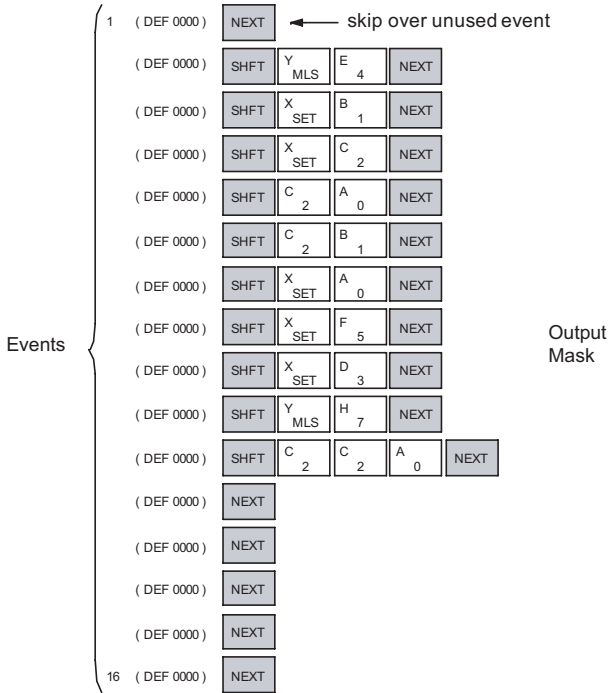 1 ( DEF 0000 ) NEXT skip over unused event
( DEF 0000 ) SHFT Y MLS E 4 NEXT
( DEF 0000 ) SHFT X SET B 1 NEXT
( DEF 0000 ) SHFT X SET C 2 NEXT
( DEF 0000 ) SHFT C 2 A 0 NEXT
( DEF 0000 ) SHFT C 2 B 1 NEXT
( DEF 0000 ) SHFT X SET A 0 NEXT
( DEF 0000 ) SHFT X SET F 5 NEXT
Events
Output
Mask
( DEF 0000 ) SHFT X SET D 3 NEXT
( DEF 0000 ) SHFT Y MLS H 7 NEXT
( DEF 0000 ) SHFT C 2 C 2 A 0 NEXT
( DEF 0000 ) NEXT
( DEF 0000 ) NEXT
( DEF 0000 ) NEXT
( DEF 0000 ) NEXT
16 ( DEF 0000 ) NEXT